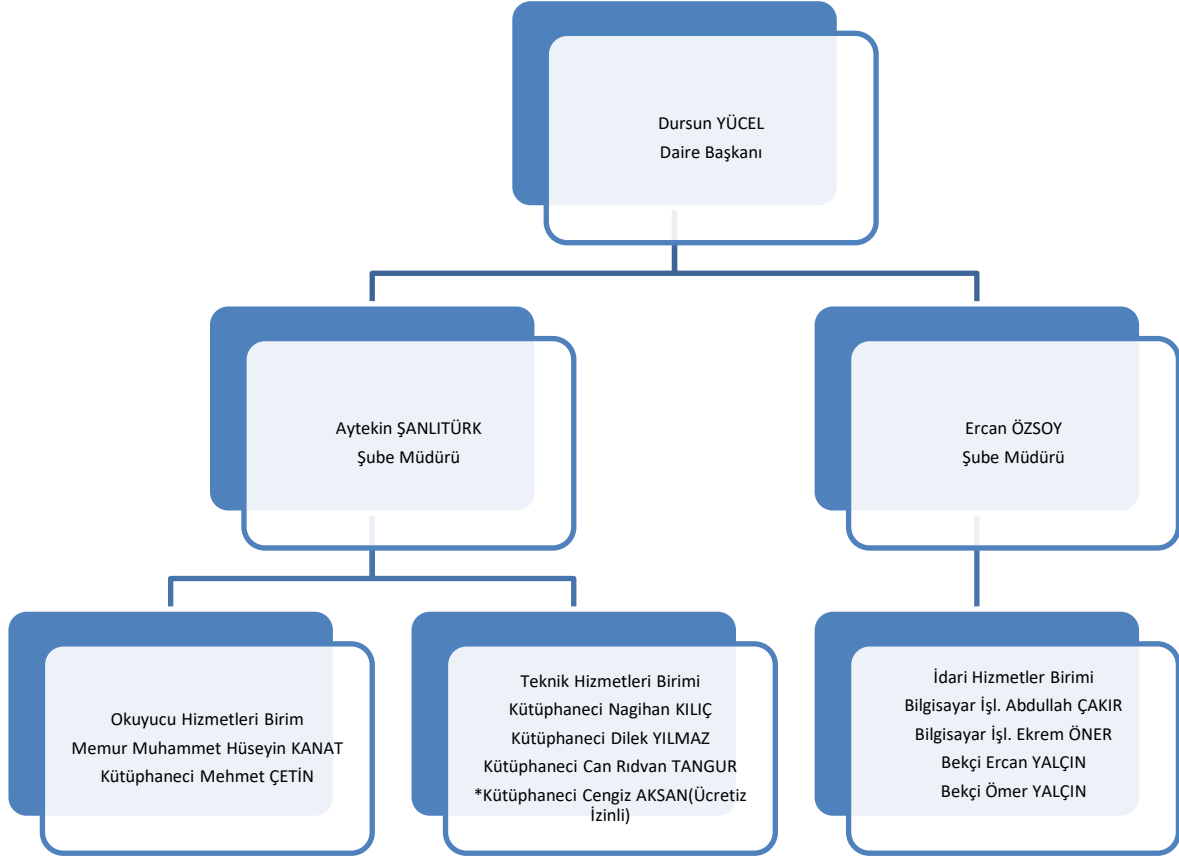 Dursun YÜCEL
Daire Başkanı
Aytekin ŞANLITÜRK
Şube Müdürü
Ercan ÖZSOY
Şube Müdürü
Okuyucu Hizmetleri Birim
Memur Muhammet Hüseyin KANAT
Kütüphaneci Mehmet ÇETİN
Teknik Hizmetleri Birimi
Kütüphaneci Nagihan KILIÇ
Kütüphaneci Dilek YILMAZ
Kütüphaneci Can Rıdvan TANGUR
*Kütüphaneci Cengiz AKSAN(Ücretiz
İzinli)
İdari Hizmetler Birimi
Bilgisayar İşl. Abdullah ÇAKIR
Bilgisayar İşl. Ekrem ÖNER
Bekçi Ercan YALÇIN
Bekçi Ömer YALÇIN